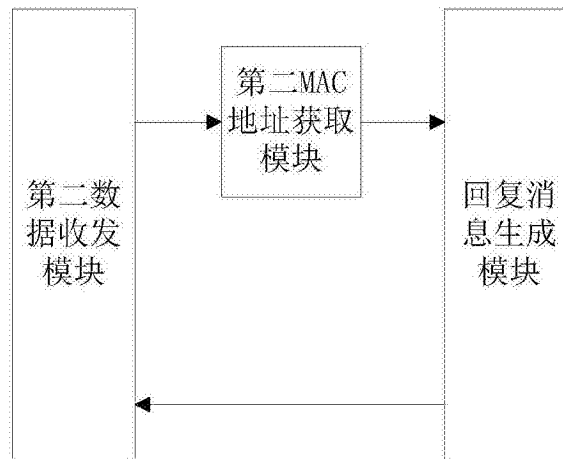 第二MAC
地址获取
模块
第二数
据收发
模块
回复消
息生成
模块